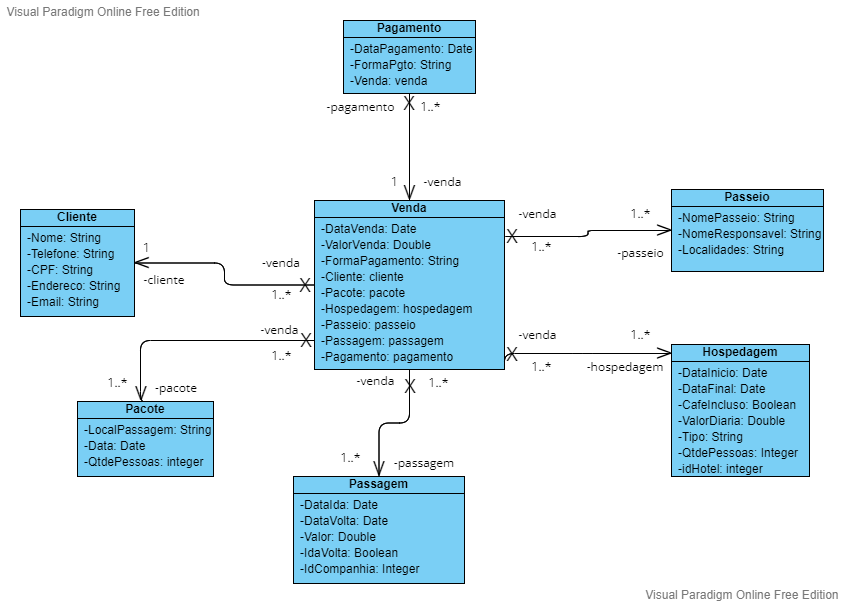 Visual Paradigm Online Free Edition
Pagamento
-DataPagamento: Date
-FormaPgto: String
-Venda: venda
-pagamento
1..*
1
-venda
Cliente
-Nome: String
-Telefone: String
-CPF: String
-Endereco: String
-Email: String
1
-cliente
-venda
1..*
Venda
-DataVenda: Date
-ValorVenda: Double
-FormaPagamento: String
-Cliente: cliente
-Pacote: pacote
-Hospedagem: hospedagem
-Passeio: passeio
-Passagem: passagem
-Pagamento: pagamento
-venda
1..*
1..*
-passeio
Passeio
-NomePasseio: String
-NomeResponsavel: String
-Localidades: String
-venda
1..*
1..*
-pacote
Pacote
-LocalPassagem: String
-Data: Date
-QtdePessoas: integer
-venda
1..*
1..*
-hospedagem
Hospedagem
-DataInicio: Date
-DataFinal: Date
-CafeIncluso: Boolean
-ValorDiaria: Double
-Tipo: String
-QtdePessoas: Integer
-idHotel: integer
-venda
1..*
1..*
-passagem
Passagem
-DataIda: Date
-DataVolta: Date
-Valor: Double
-IdaVolta: Boolean
-IdCompanhia: Integer
Visual Paradigm Online Free Edition